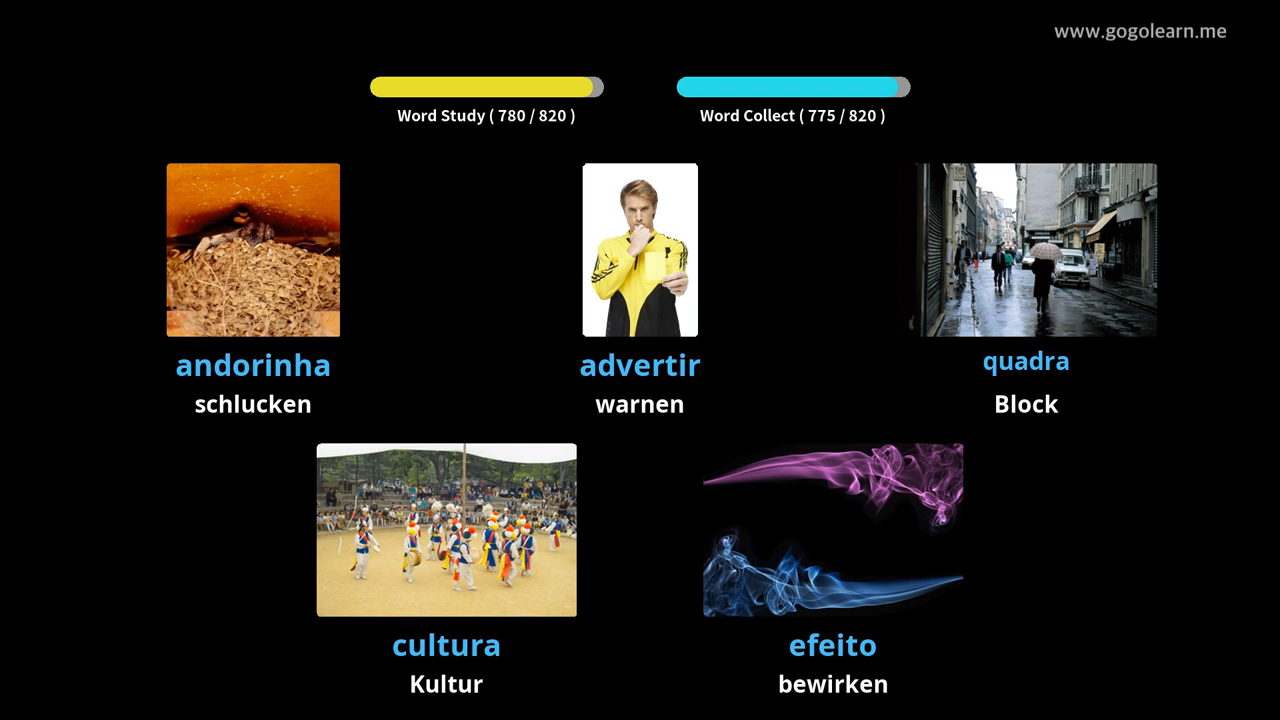 www.gogolearn.me
Word Study ( 780 / 820 )
Word Collect ( 775 / 820 )
andorinha
schlucken
advertir
warnen
quadra
Block
cultura
Kultur
efeito
bewirken